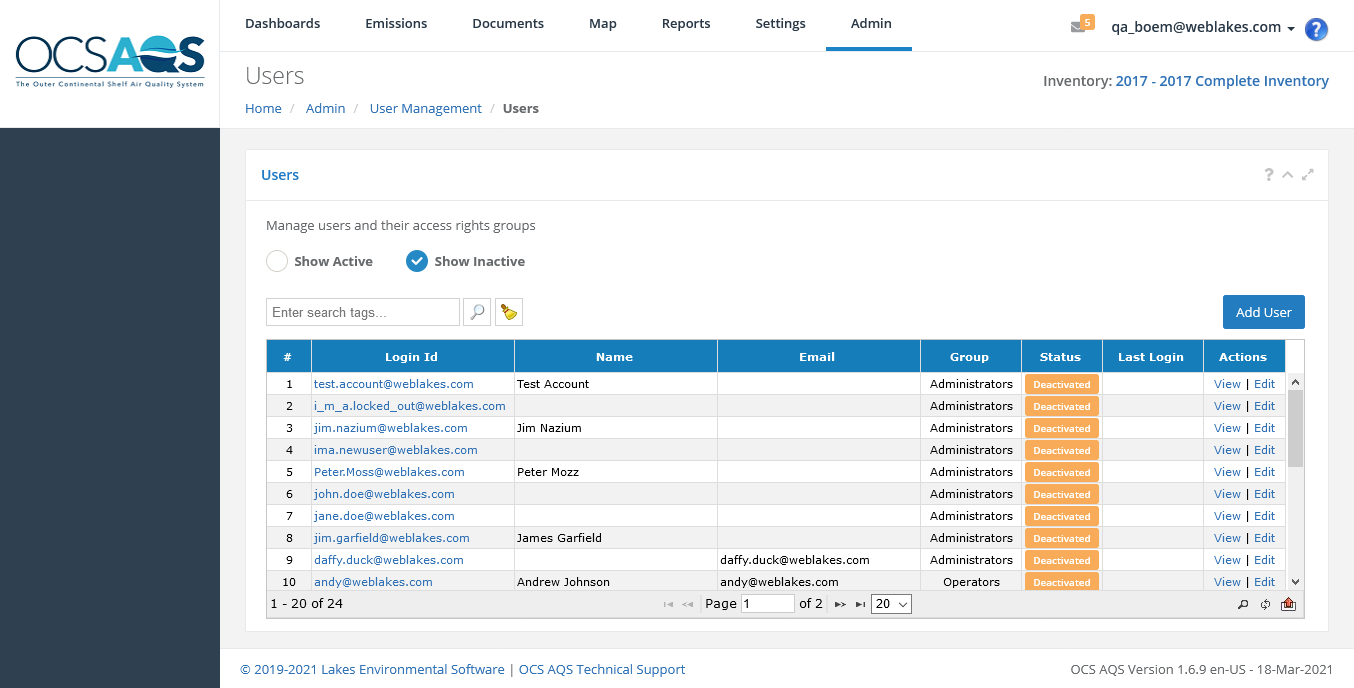 OCSAQS
The Outer Continental Shelf Air Quality System
Dashboards Emissions Documents Map Reports Settings Admin 5 qa_boem@weblakes.com ?
Users
Inventory: 2017 - 2017 Complete Inventory
Home / Admin / User Management / Users
Users ?
Manage users and their access rights groups
Show Active Show Inactive
Enter search tags... Add User
# Login Id Name Email Group Status Last Login Actions
1 test.account@weblakes.com Test Account Administrators Deactivated View | Edit
2 i_m_a.locked_out@weblakes.com Administrators Deactivated View | Edit
3 jim.nazium@weblakes.com Jim Nazium Administrators Deactivated View | Edit
4 ima.newuser@weblakes.com Administrators Deactivated View | Edit
5 Peter.Moss@weblakes.com Peter Mozz Administrators Deactivated View | Edit
6 john.doe@weblakes.com Administrators Deactivated View | Edit
7 jane.doe@weblakes.com Administrators Deactivated View | Edit
8 jim.garfield@weblakes.com James Garfield Administrators Deactivated View | Edit
9 daffy.duck@weblakes.com daffy.duck@weblakes.com Administrators Deactivated View | Edit
10 andy@weblakes.com Andrew Johnson andy@weblakes.com Operators Deactivated View | Edit
1 - 20 of 24 Page 1 of 2 20
© 2019-2021 Lakes Environmental Software | OCS AQS Technical Support OCS AQS Version 1.6.9 en-US - 18-Mar-2021